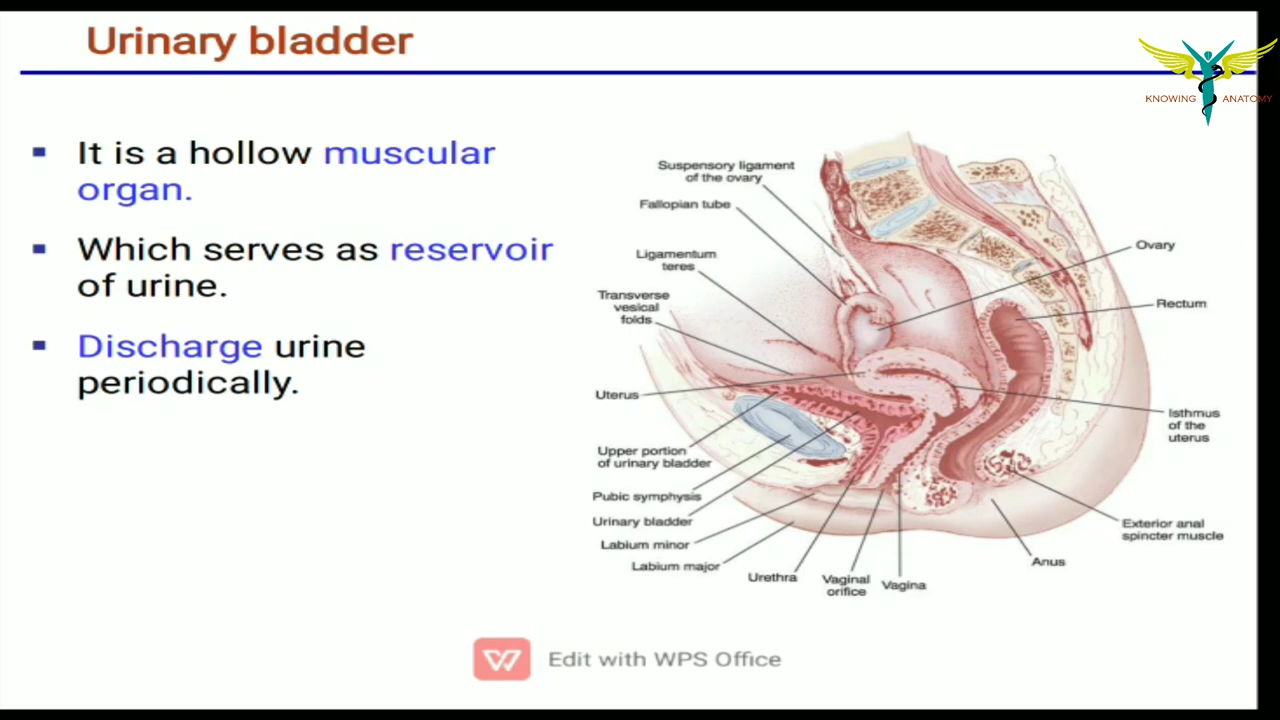 Urinary bladder
KNOWING ANATOMY
▪ It is a hollow muscular
organ.
▪ Which serves as reservoir
of urine.
▪ Discharge urine
periodically.
Suspensory ligament
of the ovary
Fallopian tube
Ligamentum
teres
Transverse
vesical
folds
Uterus
Upper portion
of urinary bladder
Pubic symphysis
Urinary bladder
Labium minor
Labium major
Urethra
Vaginal
orifice
Vagina
Ovary
Rectum
Isthmus
of the
uterus
Exterior anal
spincter muscle
Anus
Edit with WPS Office